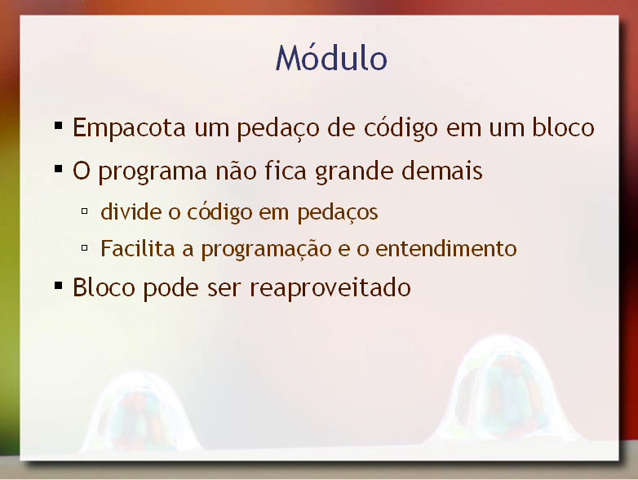 Módulo
Empacota um pedaço de código em um bloco
O programa não fica grande demais
divide o código em pedaços
Facilita a programação e o entendimento
Bloco pode ser reaproveitado